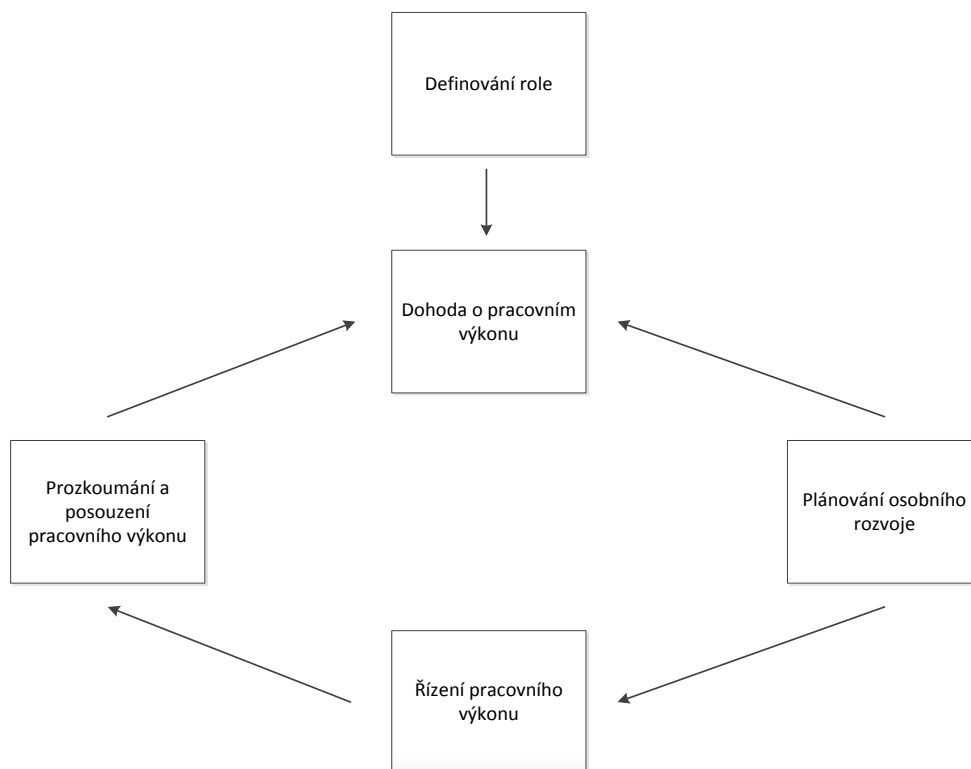 Definování role
Dohoda o pracovním
výkonu
Prozkoumání a
posouzení
pracovního výkonu
Plánování osobního
rozvoje
Řízení pracovního
výkonu